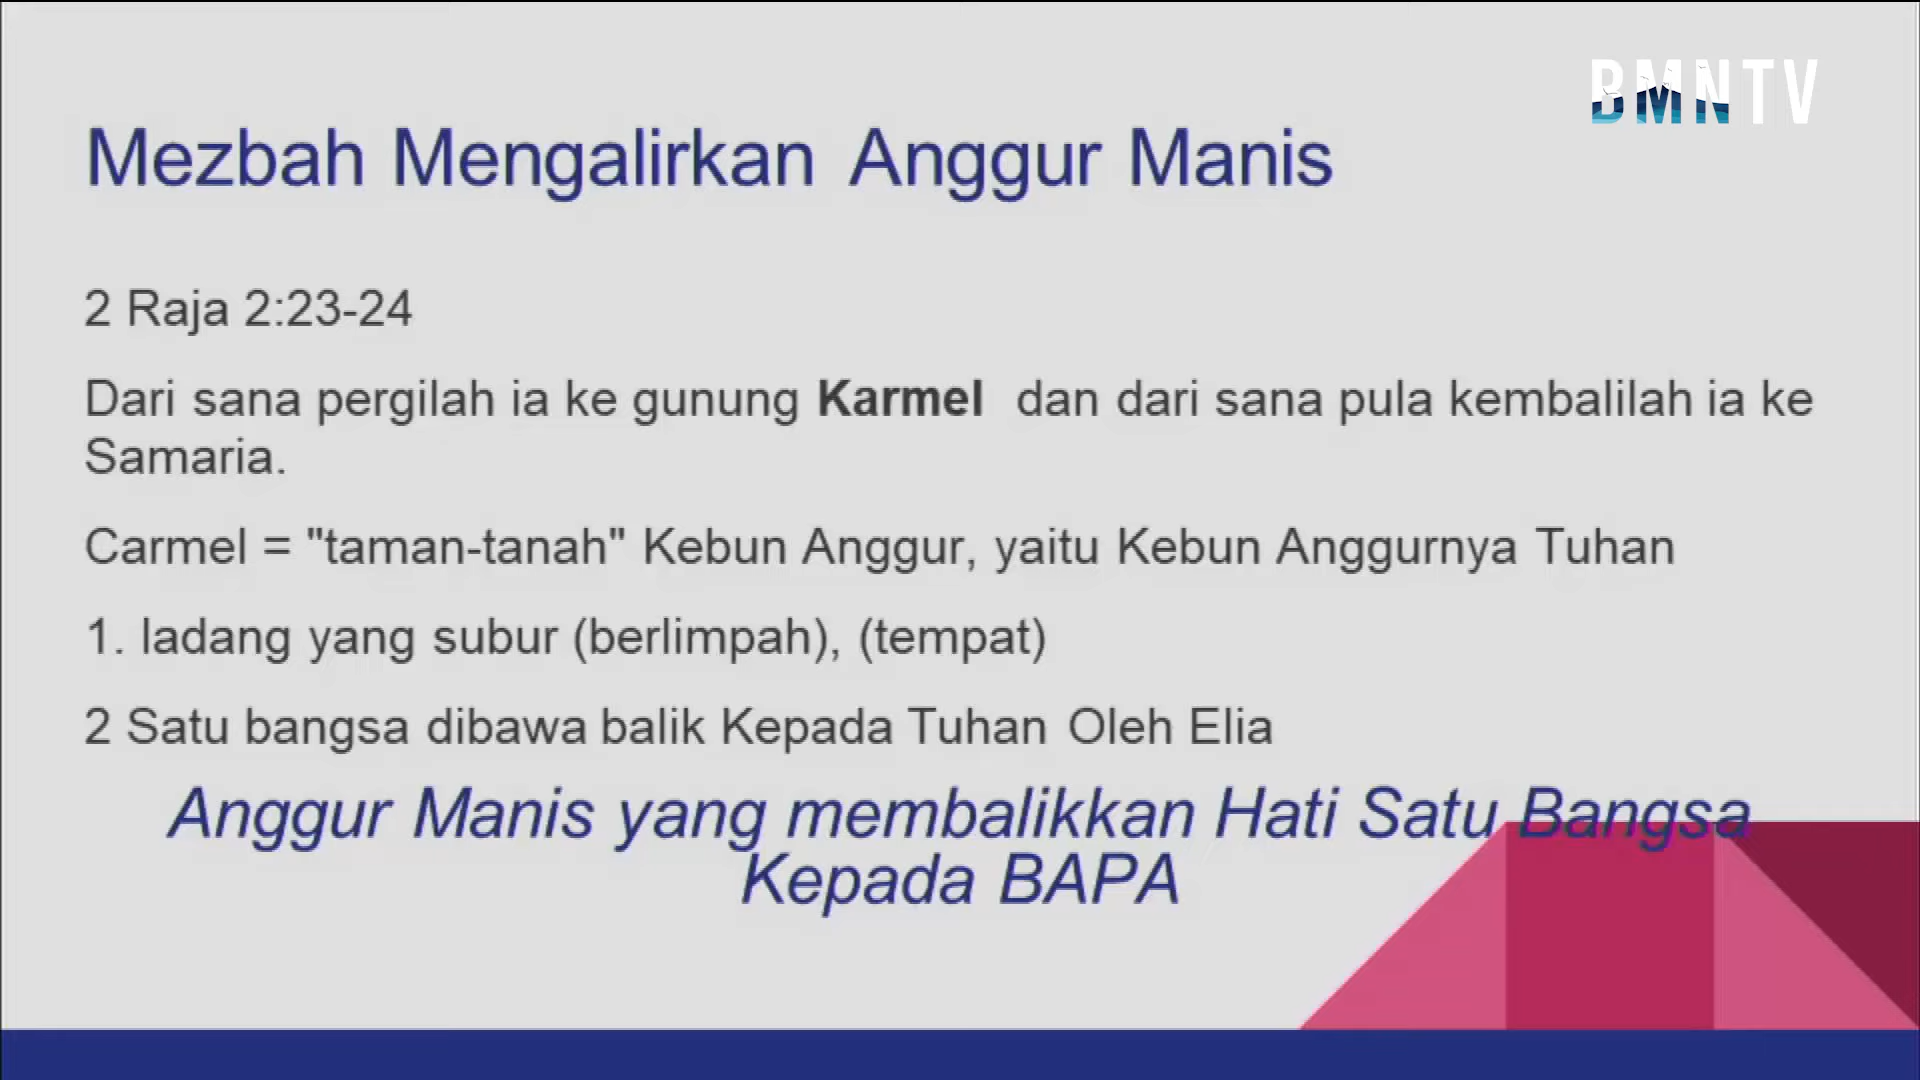 BMNTV
Mezbah Mengalirkan Anggur Manis
2 Raja 2:23-24
Dari sana pergilah ia ke gunung Karmel dan dari sana pula kembalilah ia ke
Samaria.
Carmel = "taman-tanah" Kebun Anggur, yaitu Kebun Anggurnya Tuhan
1. ladang yang subur (berlimpah), (tempat)
2 Satu bangsa dibawa balik Kepada Tuhan Oleh Elia
Anggur Manis yang membalikkan Hati Satu Bangsa
Kepada BAPA